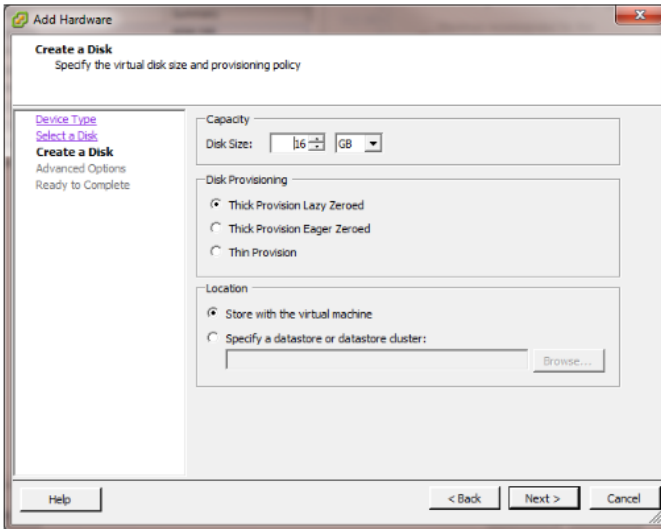 Add Hardware
Create a Disk
Specify the virtual disk size and provisioning policy
Device Type
Select a Disk
Create a Disk
Advanced Options
Ready to Complete
Capacity
Disk Size: 16 GB
Disk Provisioning
Thick Provision Lazy Zeroed
Thick Provision Eager Zeroed
Thin Provision
Location
Store with the virtual machine
Specify a datastore or datastore cluster:
Browse...
Help
< Back
Next >
Cancel